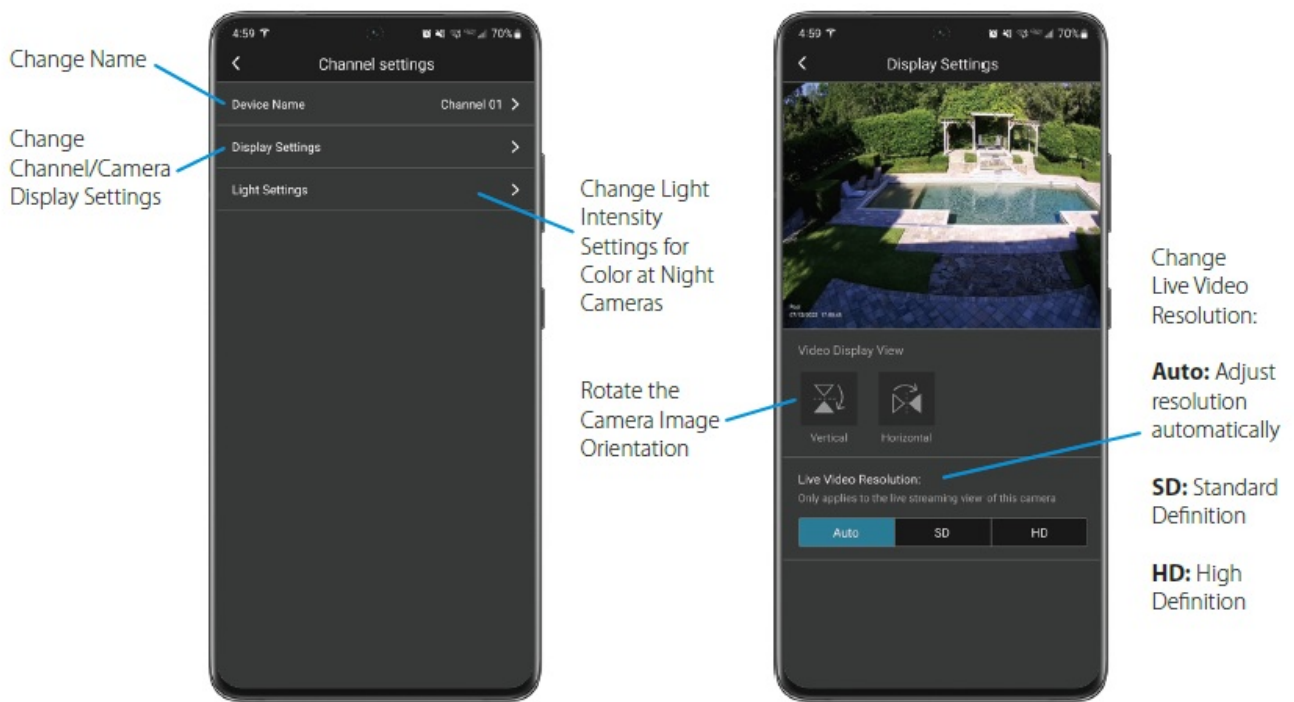 Change Name
Change
Channel/Camera
Display Settings
4:59
70%
Channel settings
Device Name
Channel 01
Display Settings
Light Settings
Change Light
Intensity
Settings for
Color at Night
Cameras
Rotate the
Camera Image
Orientation
4:59
70%
Display Settings
Video Display View
Vertical
Horizontal
Live Video Resolution:
Only applies to the live streaming view of this camera
Auto
SD
HD
Change
Live Video
Resolution:
Auto: Adjust
resolution
automatically
SD: Standard
Definition
HD: High
Definition